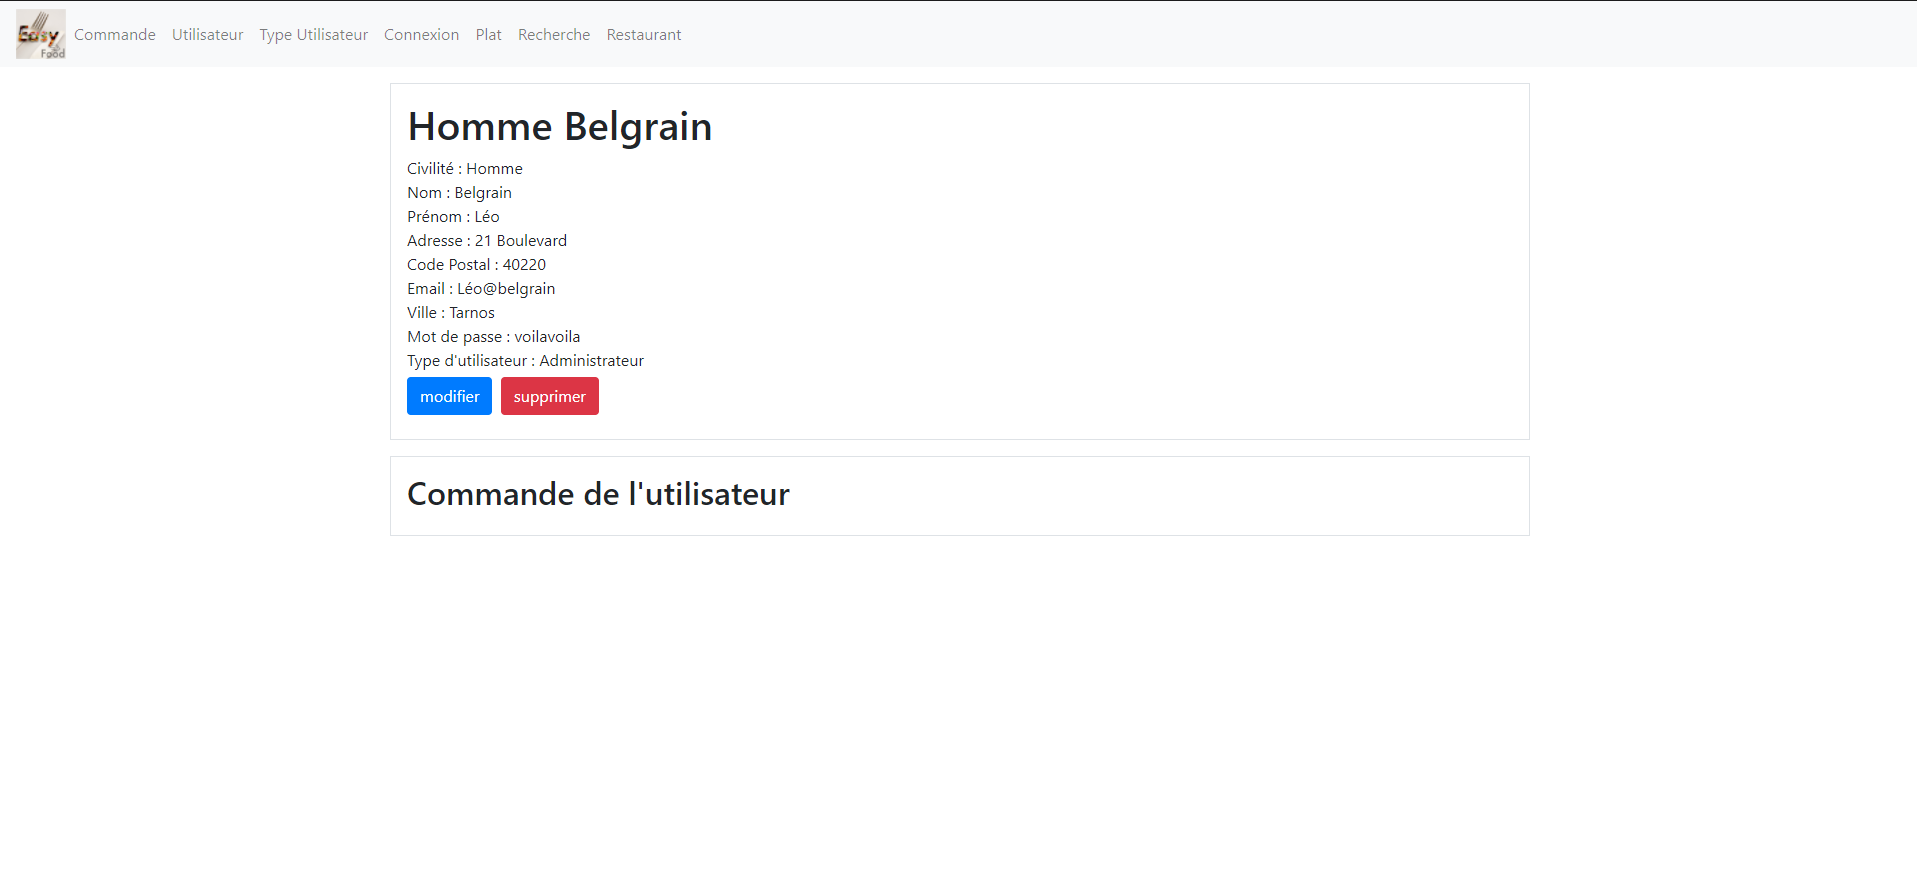 Easy
Food
Commande Utilisateur Type Utilisateur Connexion Plat Recherche Restaurant
Homme Belgrain
Civilité : Homme
Nom : Belgrain
Prénom : Léo
Adresse : 21 Boulevard
Code Postal : 40220
Email : Léo@belgrain
Ville : Tarnos
Mot de passe : voilavoila
Type d'utilisateur : Administrateur
modifier supprimer
Commande de l'utilisateur